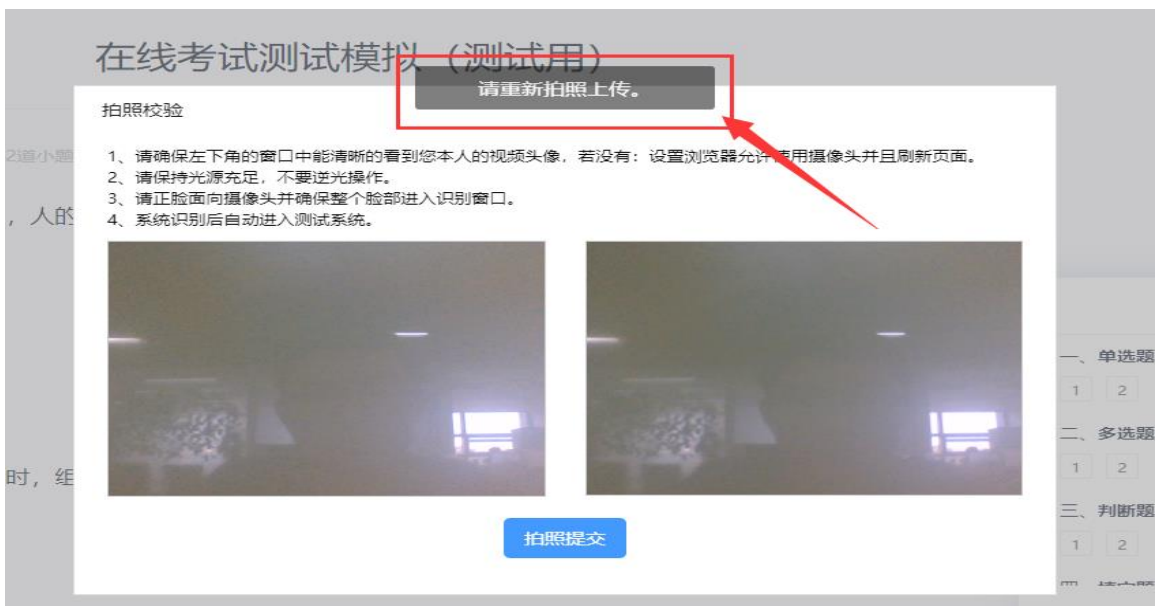 在线考试测试模拟（测试用）
请重新拍照上传。
拍照校验
2道小题
1、请确保左下角的窗口中能清晰的看到您本人的视频头像，若没有：设置浏览器允许使用摄像头并且刷新页面。
2、请保持光源充足，不要逆光操作。
3、请正脸面向摄像头并确保整个脸部进入识别窗口。
，人的
4、系统识别后自动进入测试系统。
一、单选题
1 2
二、多选题
1 2
时，组
三、判断题
拍照提交
1 2